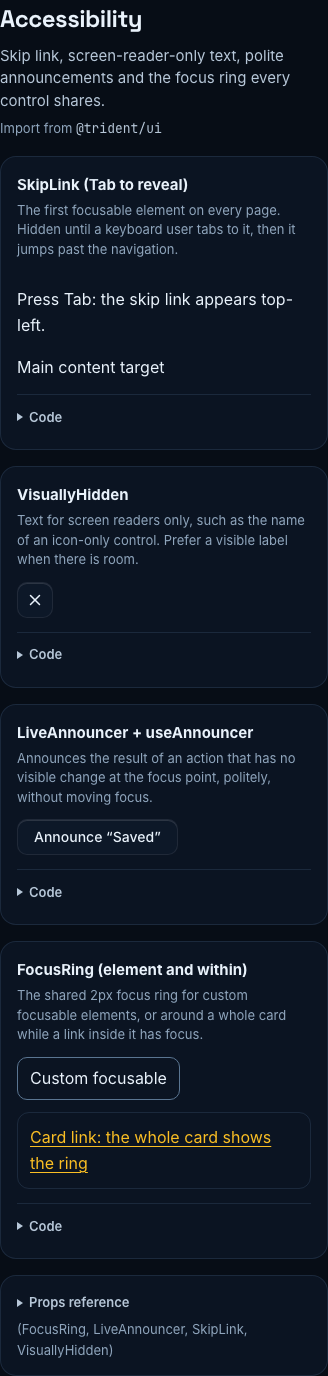 Accessibility
Skip link, screen-reader-only text, polite
announcements and the focus ring every
control shares.
Import from @trident/ui
SkipLink (Tab to reveal)
The first focusable element on every page.
Hidden until a keyboard user tabs to it, then it
jumps past the navigation.
Press Tab: the skip link appears top-
left.
Main content target
Code
VisuallyHidden
Text for screen readers only, such as the name
of an icon-only control. Prefer a visible label
when there is room.
Code
LiveAnnouncer + useAnnouncer
Announces the result of an action that has no
visible change at the focus point, politely,
without moving focus.
Announce “Saved”
Code
FocusRing (element and within)
The shared 2px focus ring for custom
focusable elements, or around a whole card
while a link inside it has focus.
Custom focusable
Card link: the whole card shows
the ring
Code
Props reference
(FocusRing, LiveAnnouncer, SkipLink,
VisuallyHidden)